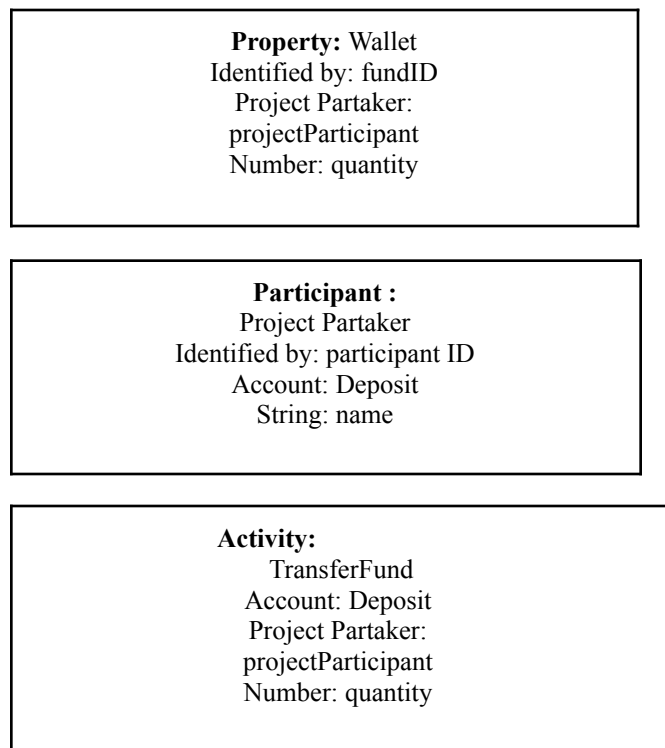 Property: Wallet
Identified by: fundID
Project Partaker:
projectParticipant
Number: quantity
Participant :
Project Partaker
Identified by: participant ID
Account: Deposit
String: name
Activity:
TransferFund
Account: Deposit
Project Partaker:
projectParticipant
Number: quantity